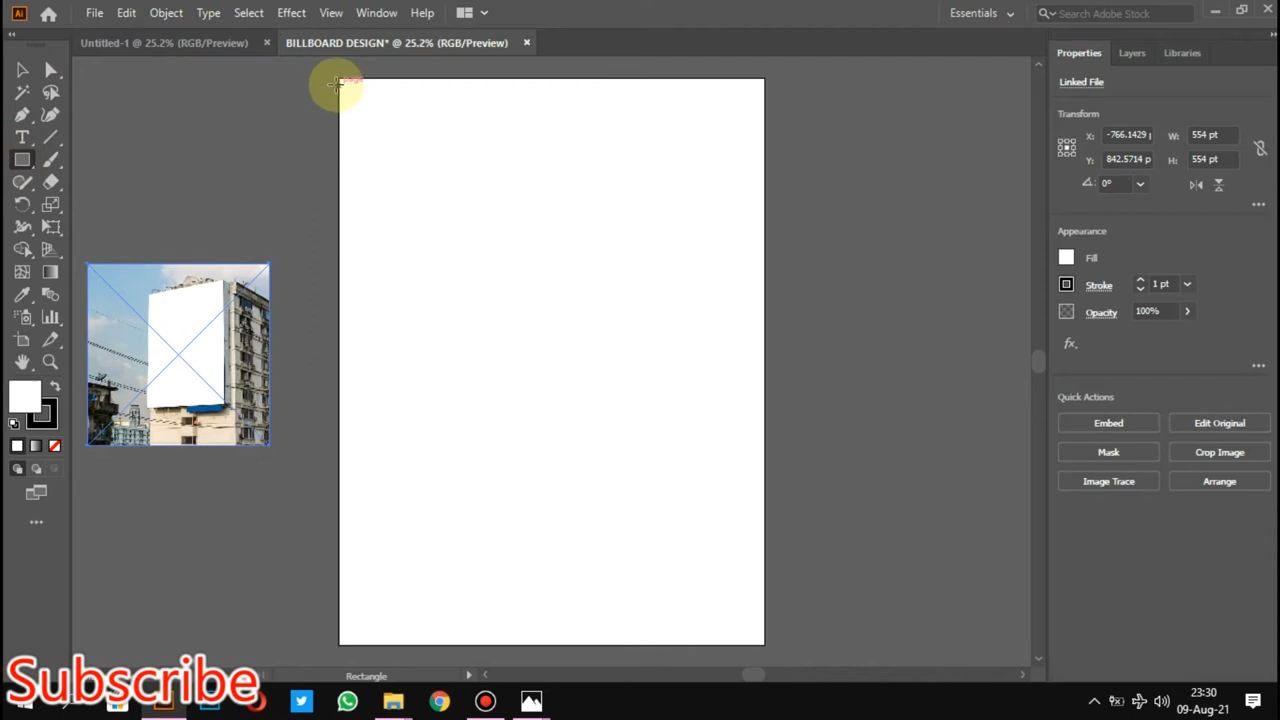 Ai File Edit Object Type Select Effect View Window Help Essentials Search Adobe Stock
Untitled-1 @ 25.2% (RGB/Preview) BILLBOARD DESIGN* @ 25.2% (RGB/Preview)
Properties Layers Libraries
Linked File
Transform
X: -766.1429 W: 554 pt
Y: 842.5714 p H: 554 pt
0°
Appearance
Fill
Stroke 1 pt
Opacity 100%
fx.
Quick Actions
Embed Edit Original
Mask Crop Image
Image Trace Arrange
Rectangle
Subscribe
23:30
09-Aug-21